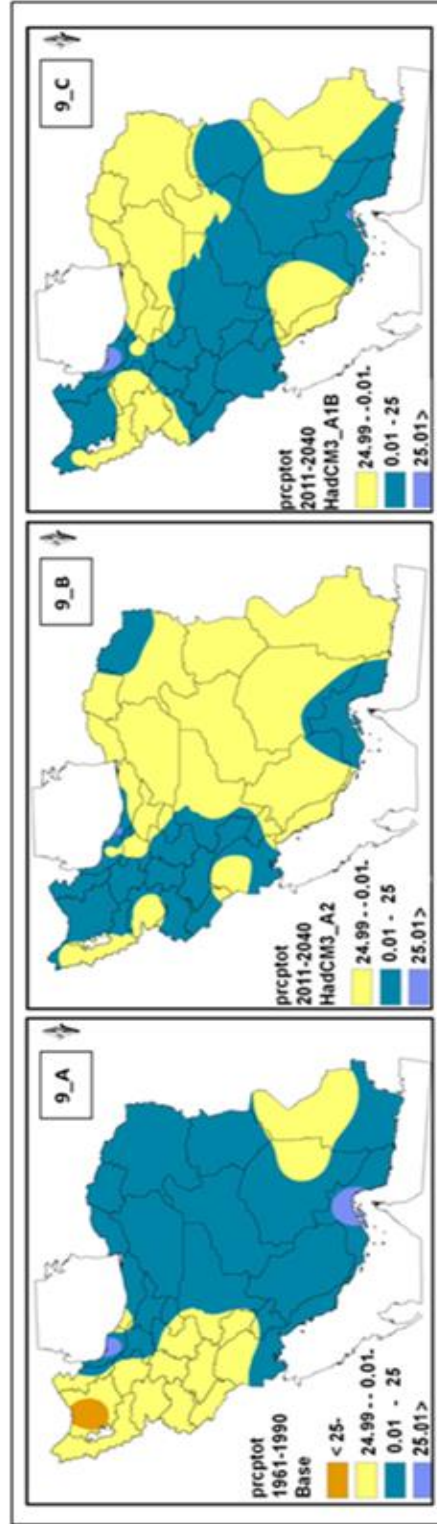 9_A
prcptot
1961-1990
Base
< 25-
24.99 - -0.01.
0.01 - 25
25.01>
9_B
prcptot
2011-2040
HadCM3_A2
24.99 - -0.01.
0.01 - 25
25.01>
9_C
prcptot
2011-2040
HadCM3_A1B
24.99 - -0.01.
0.01 - 25
25.01>